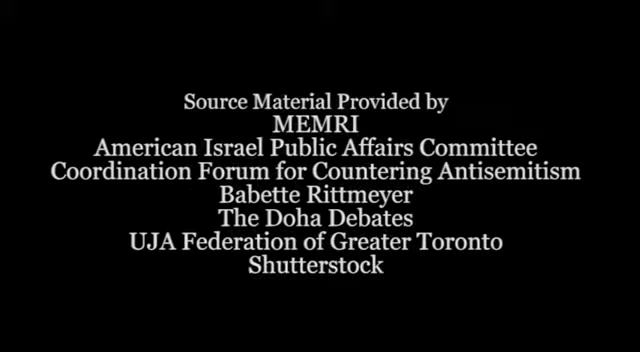 Source Material Provided by
MEMRI
American Israel Public Affairs Committee
Coordination Forum for Countering Antisemitism
Babette Rittmeyer
The Doha Debates
UJA Federation of Greater Toronto
Shutterstock